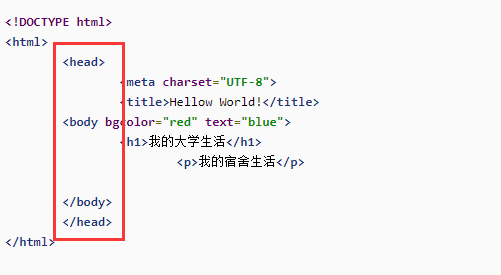 <!DOCTYPE html>
<html>
<head>
<meta charset="UTF-8">
<title>Hellow World!</title>
<body bgcolor="red" text="blue">
<h1>我的大学生活</h1>
<p>我的宿舍生活</p>
</body>
</head>
</html>